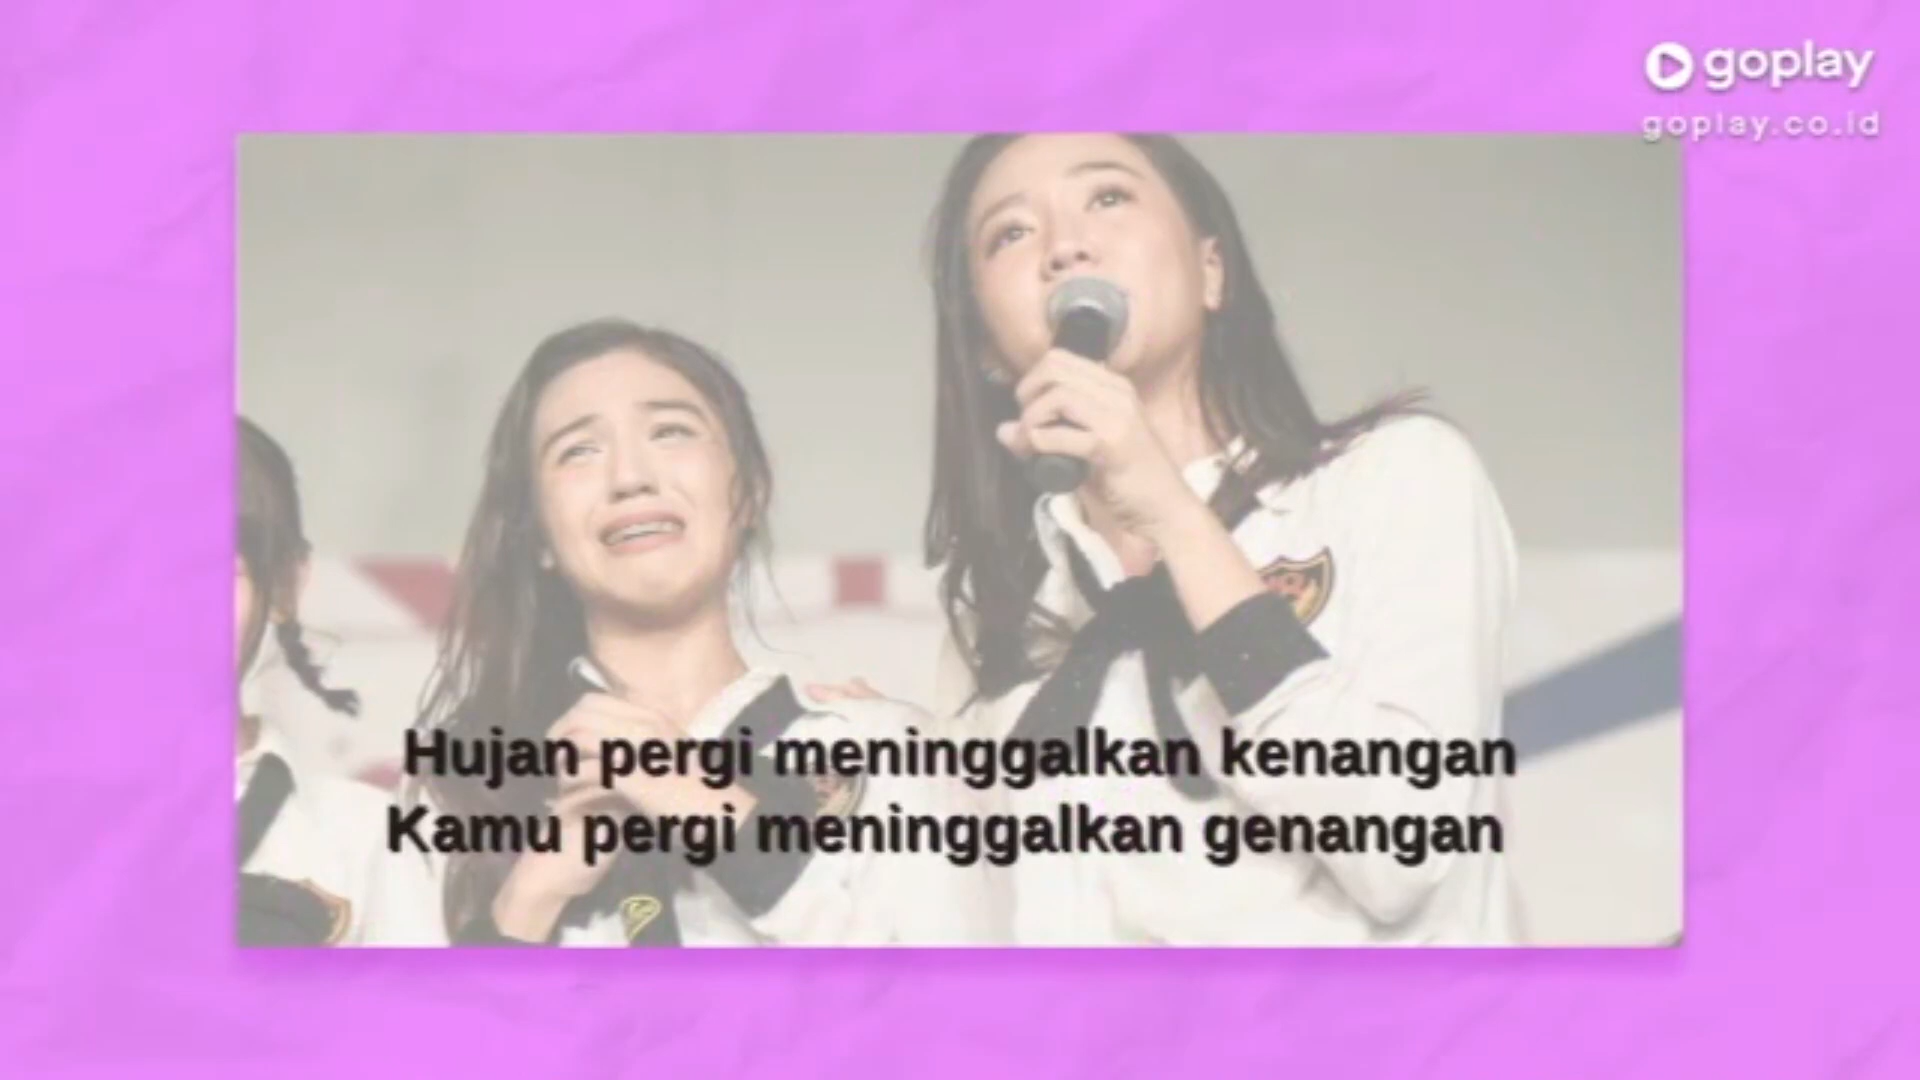 goplay
goplay.co.id
Hujan pergi meninggalkan kenangan
Kamu pergi meninggalkan genangan